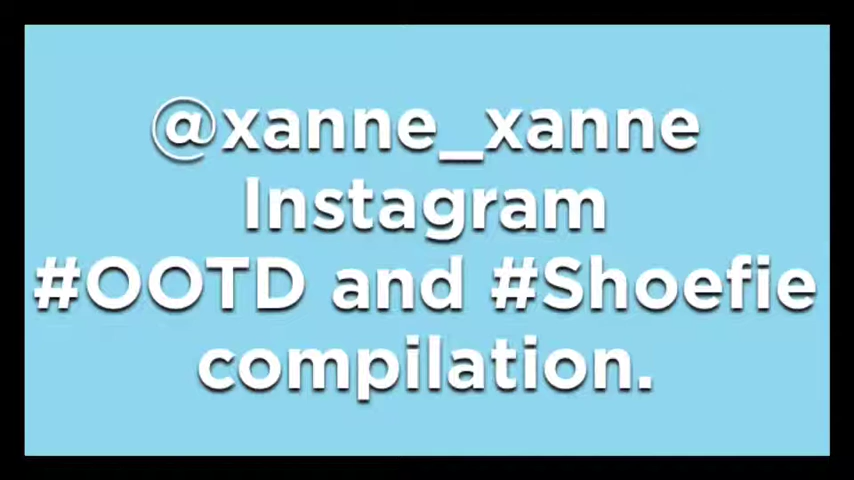 @xanne_xanne
Instagram
#OOTD and #Shoefie
compilation.